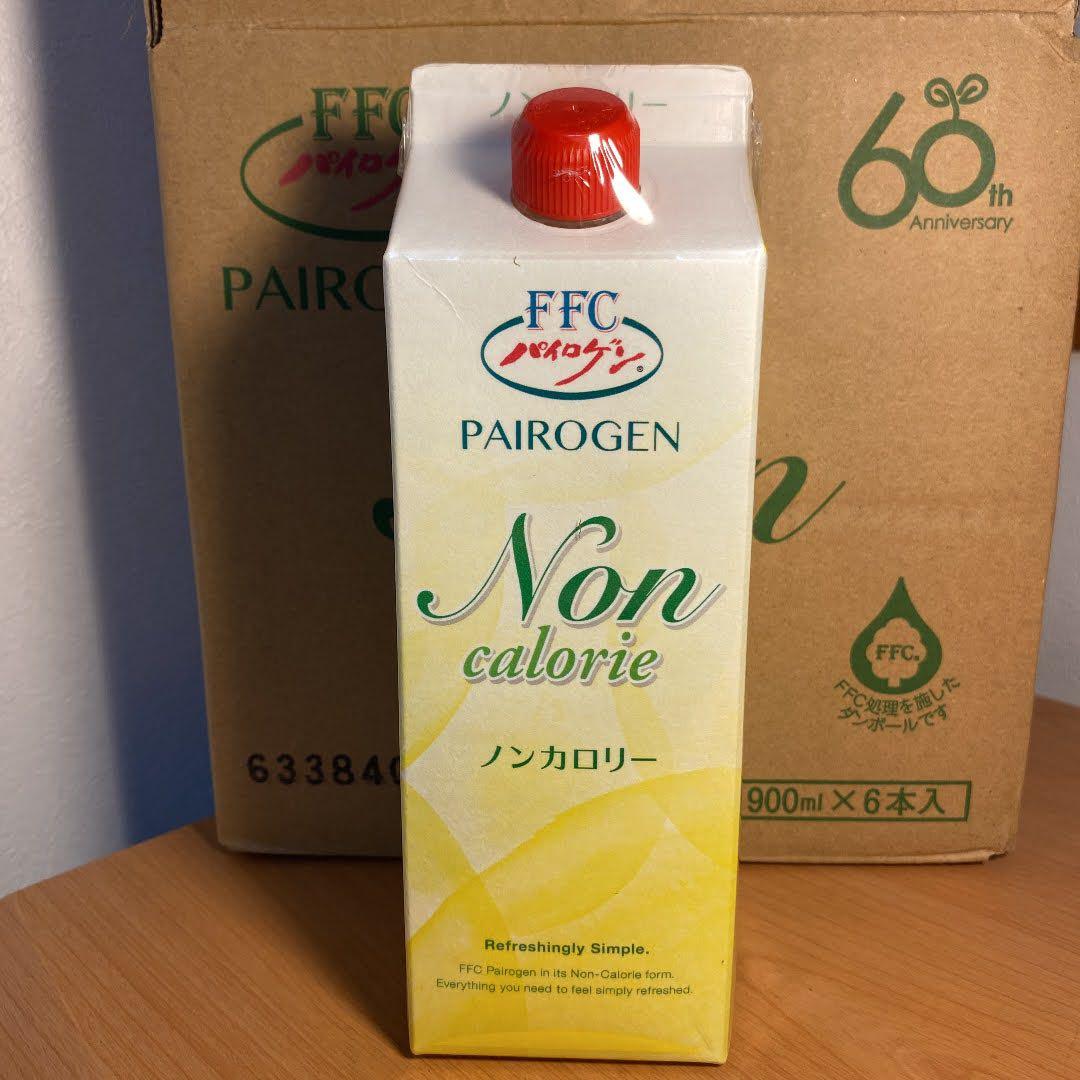 FFC
パイロゲン
PAIRO
60th
Anniversary
ノンカロリー
FFC
パイロゲン®
PAIROGEN
Non
calorie
ノンカロリー
Refreshingly Simple.
FFC Pairogen in its Non-Calorie form.
Everything you need to feel simply refreshed.
n
FFC®
FFC処理を施した
ダンボールです
63384
900ml×6本入